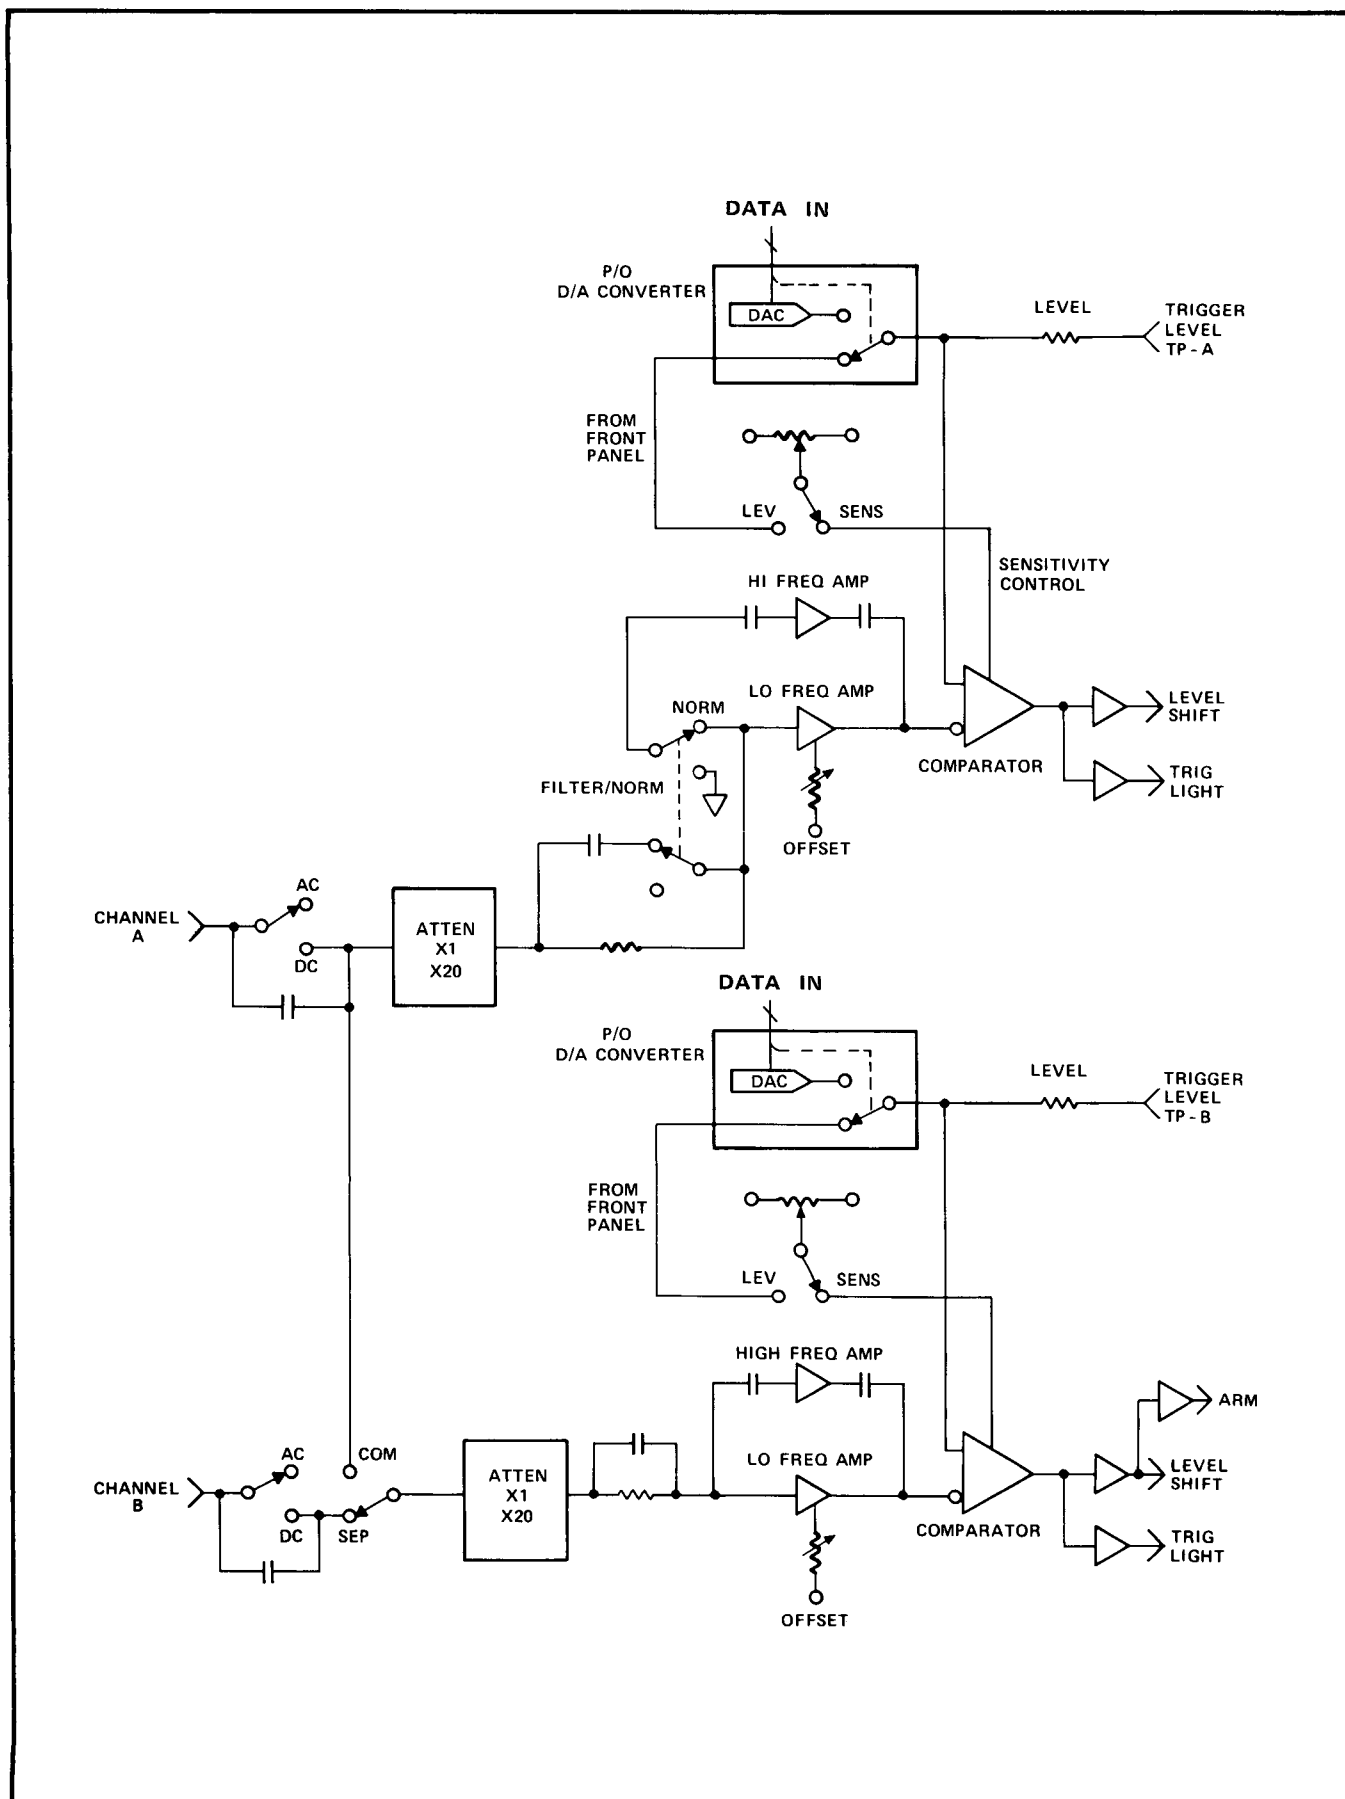 DATA IN
P/O
D/A CONVERTER
DAC
LEVEL
TRIGGER
LEVEL
TP-A
FROM
FRONT
PANEL
LEV
SENS
SENSITIVITY
CONTROL
HI FREQ AMP
LO FREQ AMP
NORM
LEVEL
SHIFT
COMPARATOR
TRIG
LIGHT
FILTER/NORM
OFFSET
AC
CHANNEL
A
DC
ATTEN
X1
X20
DATA IN
P/O
D/A CONVERTER
DAC
LEVEL
TRIGGER
LEVEL
TP-B
FROM
FRONT
PANEL
LEV
SENS
HIGH FREQ AMP
ARM
LO FREQ AMP
AC
COM
CHANNEL
B
DC
SEP
ATTEN
X1
X20
LEVEL
SHIFT
COMPARATOR
TRIG
LIGHT
OFFSET